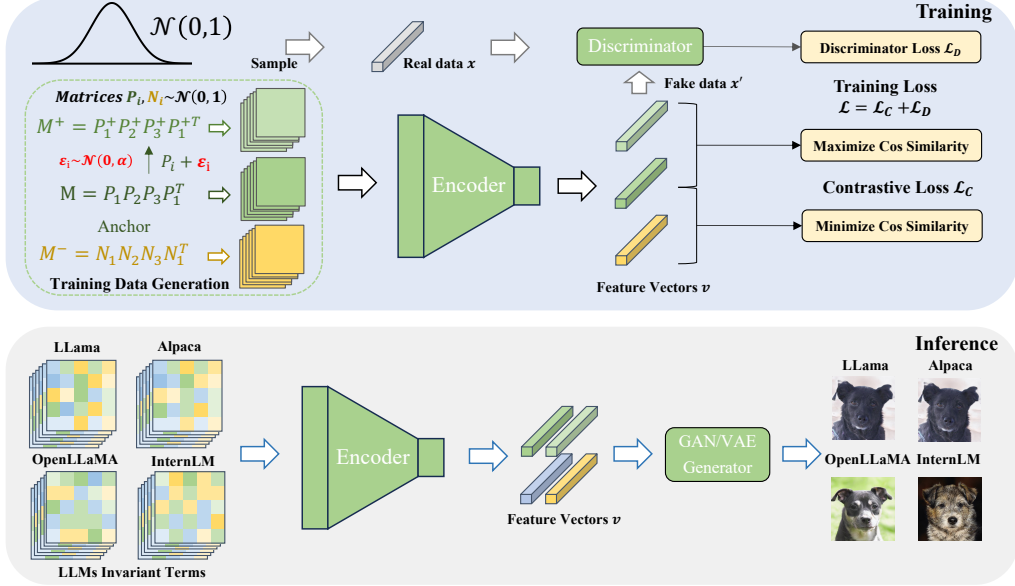 Training
𝒩(0,1)
Sample
Real data x
Discriminator
Discriminator Loss ℒ_D
Matrices P_i, N_i~𝒩(0,1)
Fake data x′
Training Loss
ℒ = ℒ_C +ℒ_D
M⁺ = P₁⁺P₂⁺P₃⁺P₁⁺ᵀ
ε_i~𝒩(0,α)
P_i + ε_i
Encoder
Maximize Cos Similarity
M = P₁P₂P₃P₁ᵀ
Contrastive Loss ℒ_C
Anchor
Minimize Cos Similarity
M⁻ = N₁N₂N₃N₁ᵀ
Training Data Generation
Feature Vectors v
Inference
LLama
Alpaca
LLama
Alpaca
Encoder
GAN/VAE
Generator
OpenLLaMA
InternLM
OpenLLaMA
InternLM
Feature Vectors v
LLMs Invariant Terms